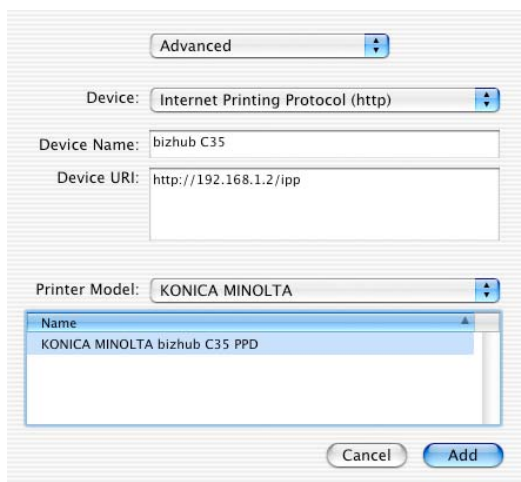 Advanced
Device: Internet Printing Protocol (http)
Device Name: bizhub C35
Device URI: http://192.168.1.2/ipp
Printer Model: KONICA MINOLTA
Name
KONICA MINOLTA bizhub C35 PPD
Cancel Add